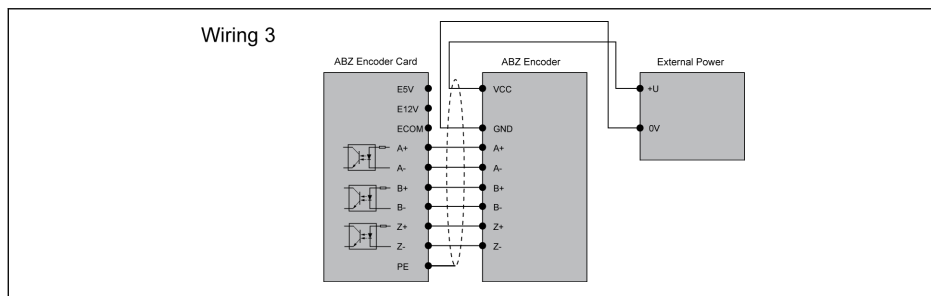 Wiring 3
ABZ Encoder Card
ABZ Encoder
External Power
E5V
E12V
ECOM
A+
A-
B+
B-
Z+
Z-
PE
VCC
GND
A+
A-
B+
B-
Z+
Z-
+U
0V